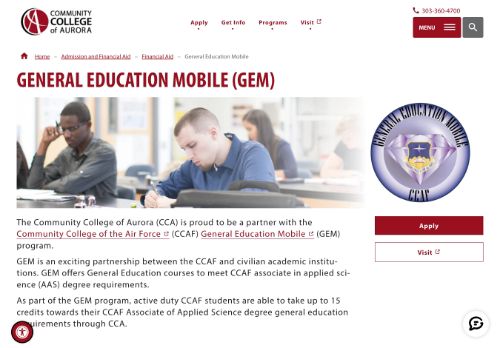 COMMUNITY
COLLEGE
OF AURORA
Apply
Get Info
Programs
Visit
303-360-4700
MENU
Home
Admission and Financial Aid
Financial Aid
General Education Mobile
GENERAL EDUCATION MOBILE (GEM)
GENERAL EDUCATION MOBILE
CCAF
Apply
Visit
The Community College of Aurora (CCA) is proud to be a partner with the
Community College of the Air Force (CCAF) General Education Mobile (GEM)
program.
GEM is an exciting partnership between the CCAF and civilian academic institu-
tions. GEM offers General Education courses to meet CCAF associate in applied sci-
ence (AAS) degree requirements.
As part of the GEM program, active duty CCAF students are able to take up to 15
credits towards their CCAF Associate of Applied Science degree general education
requirements through CCA.